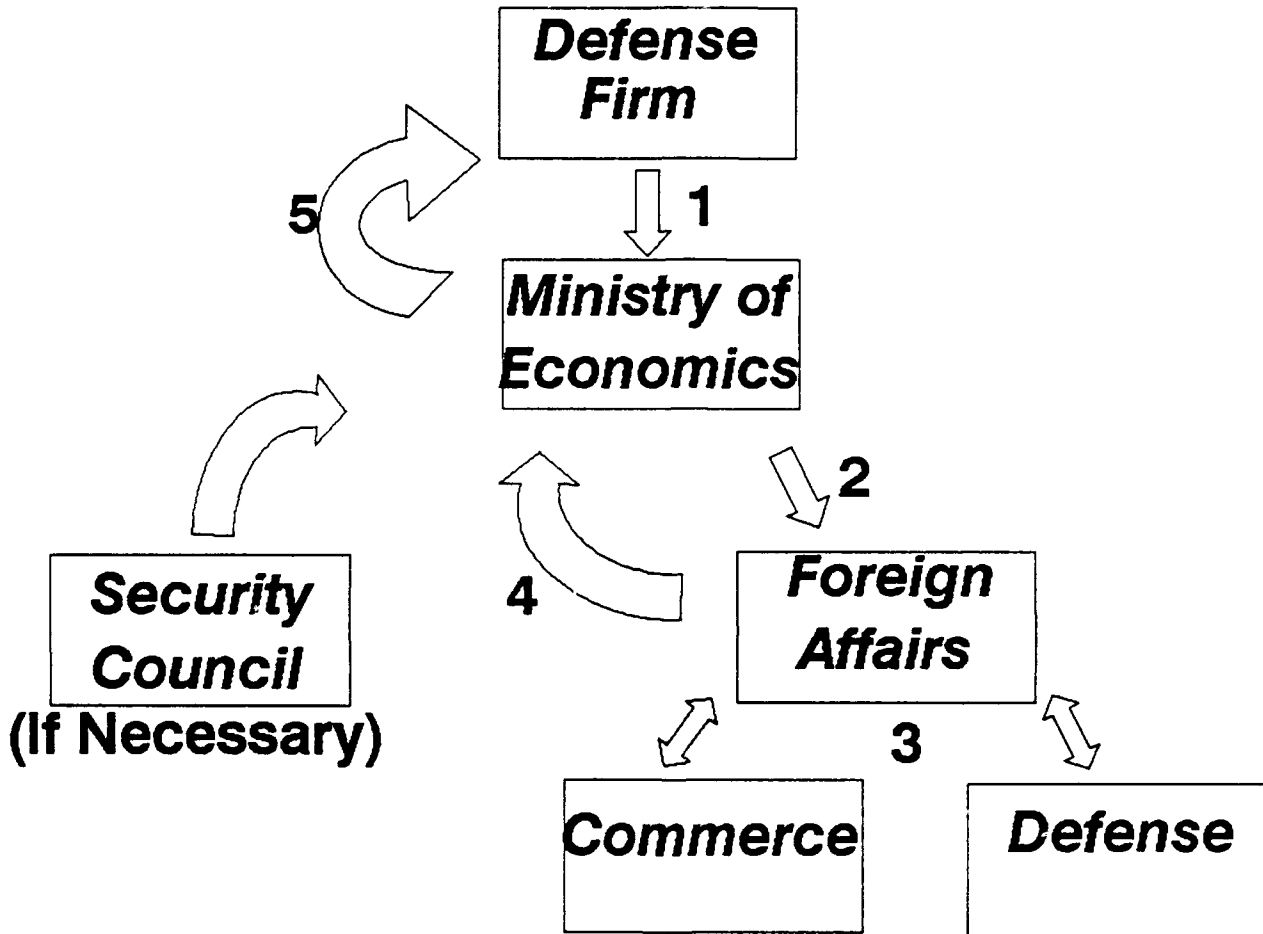 Defense
Firm
5
1
Ministry of
Economics
2
4
Foreign
Affairs
Security
Council
(If Necessary)
3
Commerce
Defense